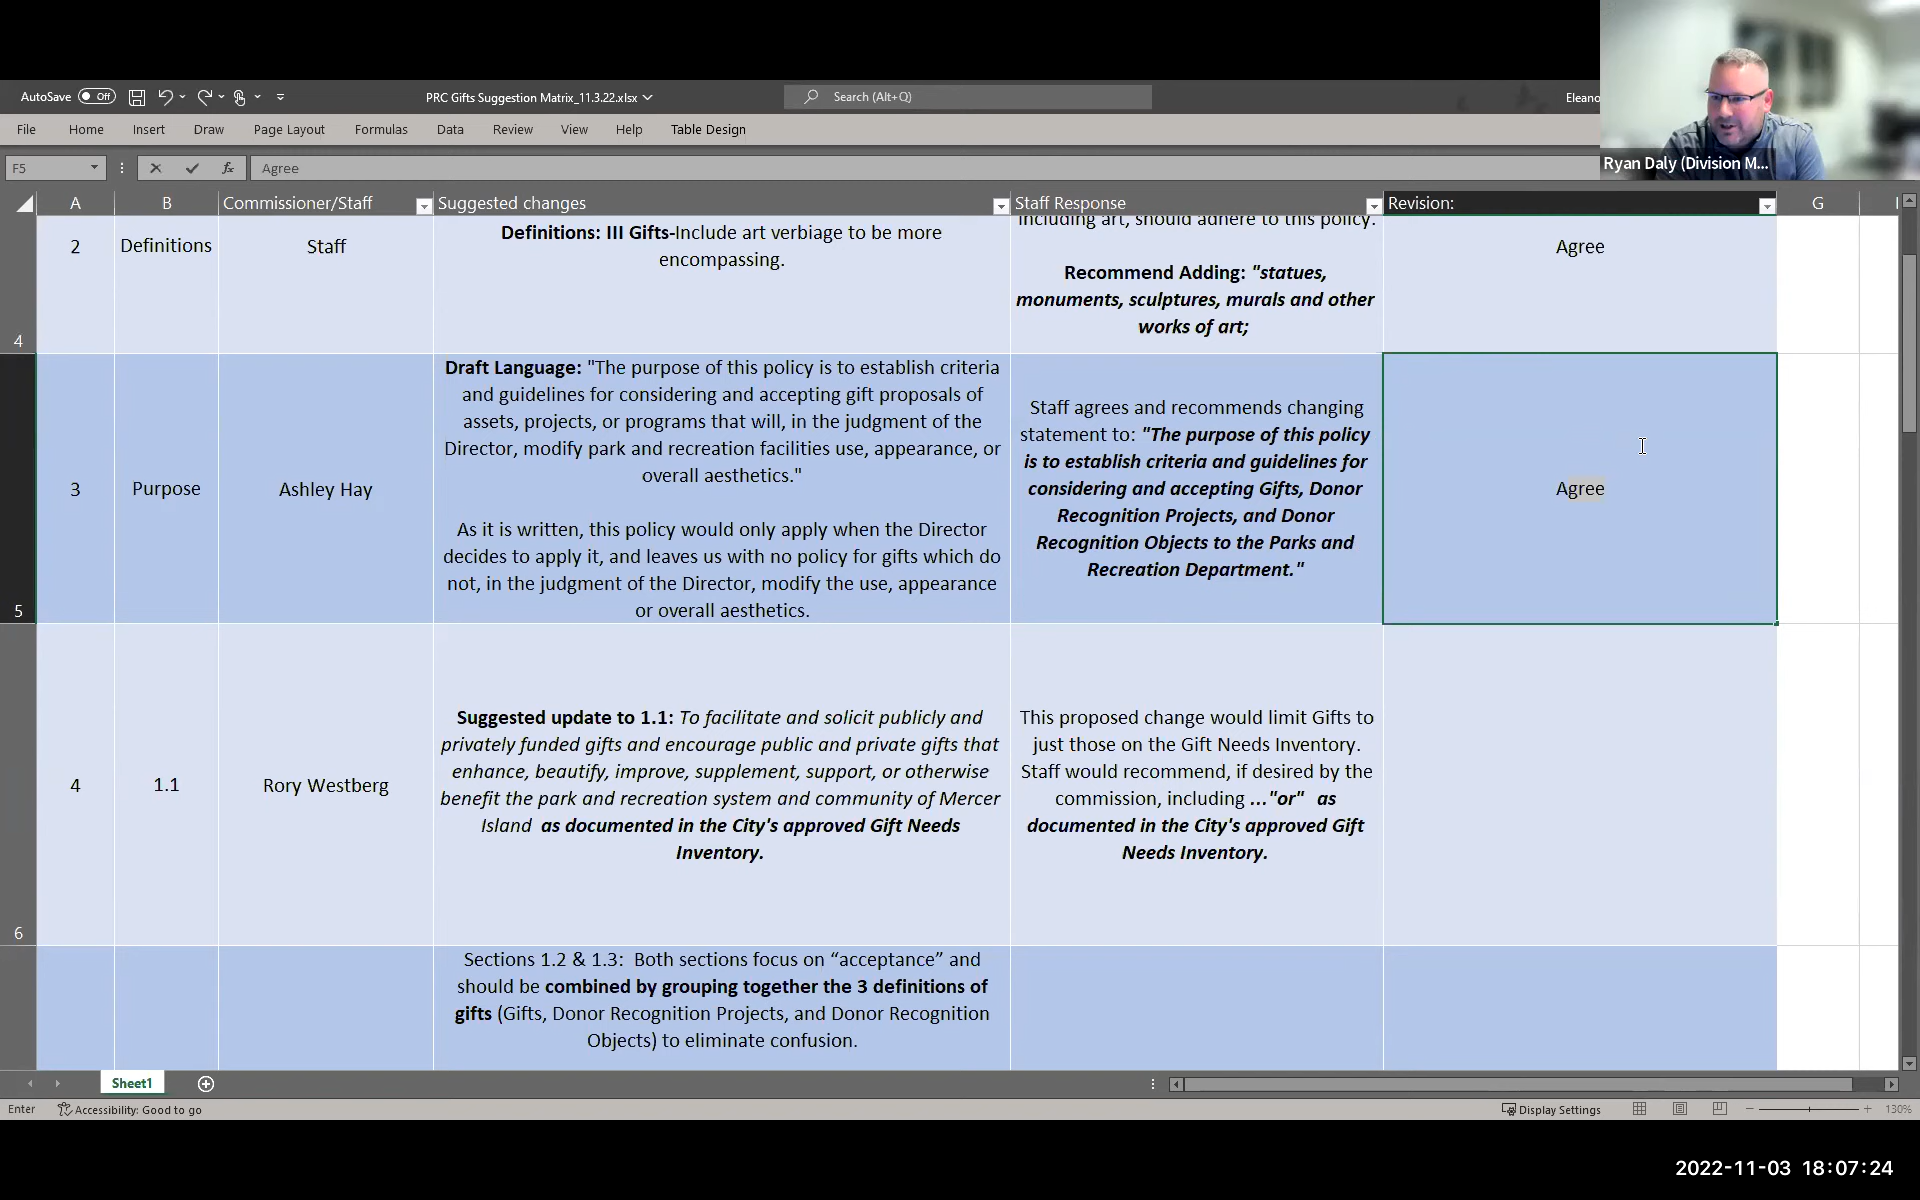 AutoSave Off PRC Gifts Suggestion Matrix_11.3.22.xlsx Search (Alt+Q) Eleano
File Home Insert Draw Page Layout Formulas Data Review View Help Table Design
Ryan Daly (Division M...
F5 fx Agree
A B Commissioner/Staff Suggested changes Staff Response Revision: G
4
2
Definitions
Staff
Definitions: III Gifts-Include art verbiage to be more
encompassing.
including art, should adhere to this policy.
Recommend Adding: "statues,
monuments, sculptures, murals and other
works of art;
Agree
5
3
Purpose
Ashley Hay
Draft Language: "The purpose of this policy is to establish criteria
and guidelines for considering and accepting gift proposals of
assets, projects, or programs that will, in the judgment of the
Director, modify park and recreation facilities use, appearance, or
overall aesthetics."
As it is written, this policy would only apply when the Director
decides to apply it, and leaves us with no policy for gifts which do
not, in the judgment of the Director, modify the use, appearance
or overall aesthetics.
Staff agrees and recommends changing
statement to: "The purpose of this policy
is to establish criteria and guidelines for
considering and accepting Gifts, Donor
Recognition Projects, and Donor
Recognition Objects to the Parks and
Recreation Department."
Agree
6
4
1.1
Rory Westberg
Suggested update to 1.1: To facilitate and solicit publicly and
privately funded gifts and encourage public and private gifts that
enhance, beautify, improve, supplement, support, or otherwise
benefit the park and recreation system and community of Mercer
Island as documented in the City's approved Gift Needs
Inventory.
This proposed change would limit Gifts to
just those on the Gift Needs Inventory.
Staff would recommend, if desired by the
commission, including ..."or" as
documented in the City's approved Gift
Needs Inventory.
Sections 1.2 & 1.3: Both sections focus on “acceptance” and
should be combined by grouping together the 3 definitions of
gifts (Gifts, Donor Recognition Projects, and Donor Recognition
Objects) to eliminate confusion.
Sheet1
Enter Accessibility: Good to go Display Settings 130%
2022-11-03 18:07:24